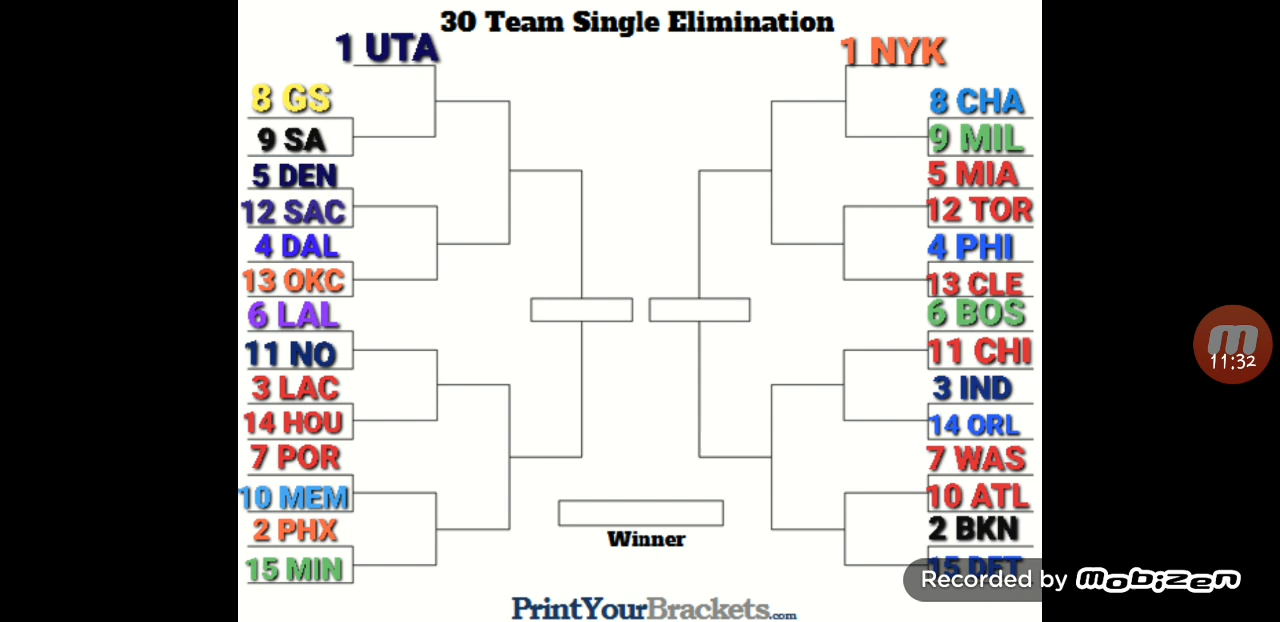 30 Team Single Elimination
1 UTA
8 GS
9 SA
5 DEN
12 SAC
4 DAL
13 OKC
6 LAL
11 NO
3 LAC
14 HOU
7 POR
10 MEM
2 PHX
15 MIN
1 NYK
8 CHA
9 MIL
5 MIA
12 TOR
4 PHI
13 CLE
6 BOS
11 CHI
3 IND
14 ORL
7 WAS
10 ATL
2 BKN
15 DET
Winner
PrintYourBrackets.com
m
11:32
Recorded by mobizen